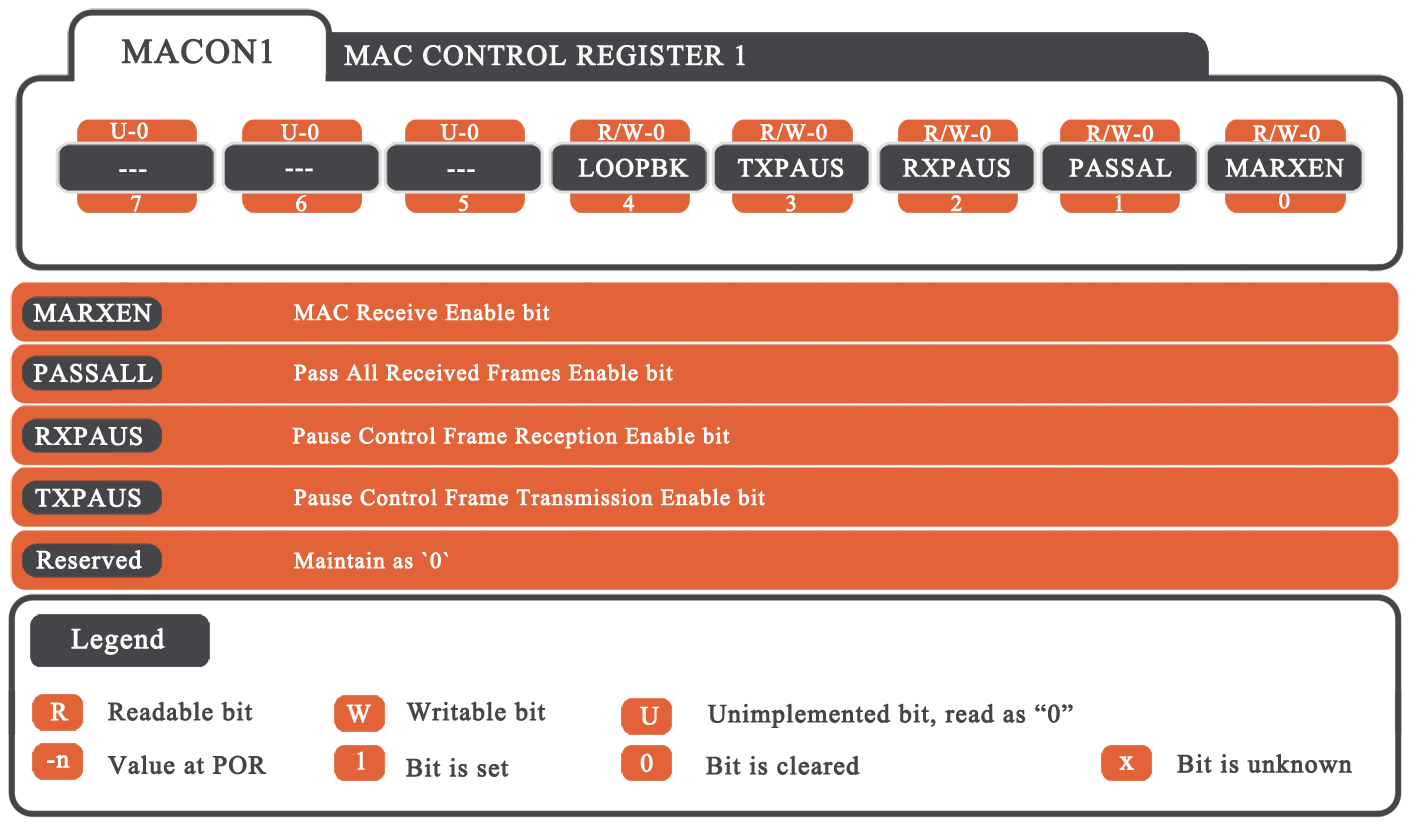 MACON1
MAC CONTROL REGISTER 1
U-0 U-0 U-0 R/W-0 R/W-0 R/W-0 R/W-0 R/W-0
--- --- --- LOOPBK TXPAUS RXPAUS PASSAL MARXEN
7 6 5 4 3 2 1 0
MARXEN MAC Receive Enable bit
PASSALL Pass All Received Frames Enable bit
RXPAUS Pause Control Frame Reception Enable bit
TXPAUS Pause Control Frame Transmission Enable bit
Reserved Maintain as `0`
Legend
R Readable bit W Writable bit U Unimplemented bit, read as “0”
-n Value at POR 1 Bit is set 0 Bit is cleared x Bit is unknown